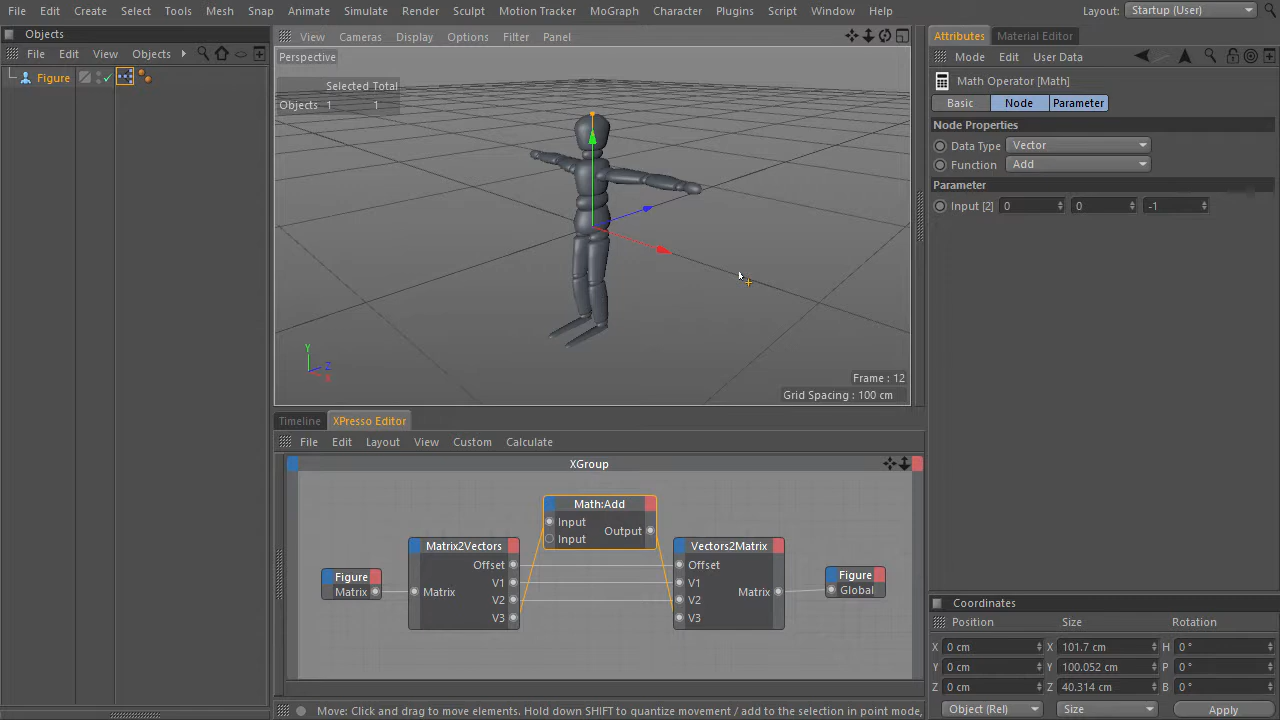 File Edit Create Select Tools Mesh Snap Animate Simulate Render Sculpt Motion Tracker MoGraph Character Plugins Script Window Help Layout: Startup (User)
Objects
File Edit View Objects
Figure
View Cameras Display Options Filter Panel
Perspective
Selected Total
Objects 1 1
Y
Z
X
Frame : 12
Grid Spacing : 100 cm
Timeline XPresso Editor
File Edit Layout View Custom Calculate
XGroup
Math:Add
Input
Output
Input
Matrix2Vectors
Offset
V1
Matrix
V2
V3
Vectors2Matrix
Offset
V1
Matrix
V2
V3
Figure
Matrix
Figure
Global
Attributes Material Editor
Mode Edit User Data
Math Operator [Math]
Basic Node Parameter
Node Properties
Data Type Vector
Function Add
Parameter
Input [2] 0 0 -1
Coordinates
Position Size Rotation
X 0 cm X 101.7 cm H 0 °
Y 0 cm Y 100.052 cm P 0 °
Z 0 cm Z 40.314 cm B 0 °
Object (Rel) Size Apply
Move: Click and drag to move elements. Hold down SHIFT to quantize movement / add to the selection in point mode,